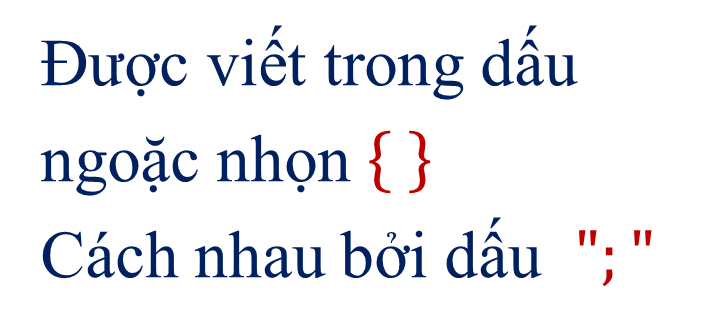 Được viết trong dấu
ngoặc nhọn { }
Cách nhau bởi dấu "; "